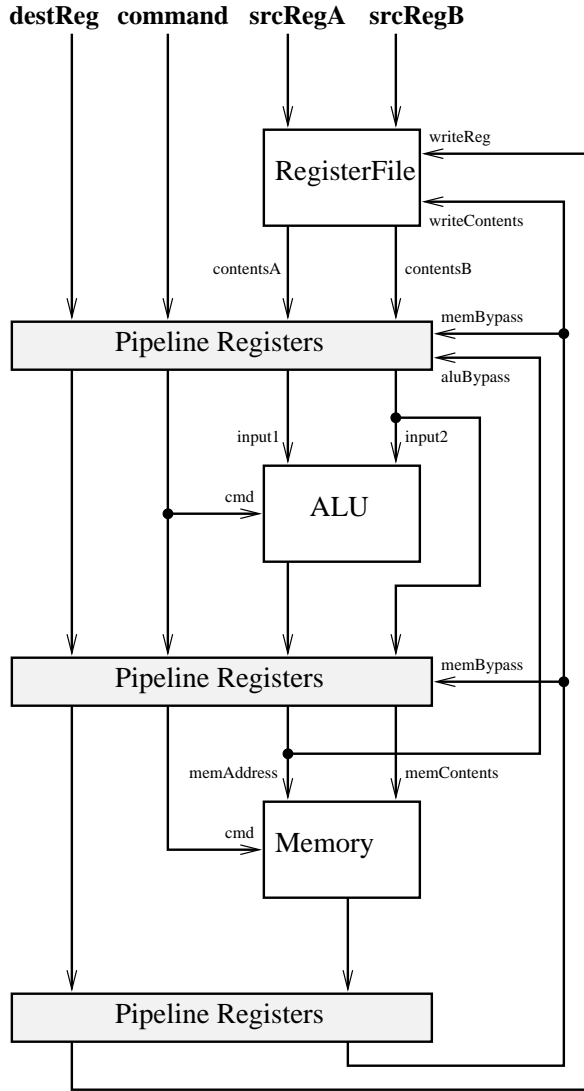 destReg command srcRegA srcRegB
writeReg
RegisterFile
writeContents
contentsA contentsB
memBypass
Pipeline Registers
aluBypass
input1 input2
cmd
ALU
memBypass
Pipeline Registers
memAddress memContents
cmd
Memory
Pipeline Registers